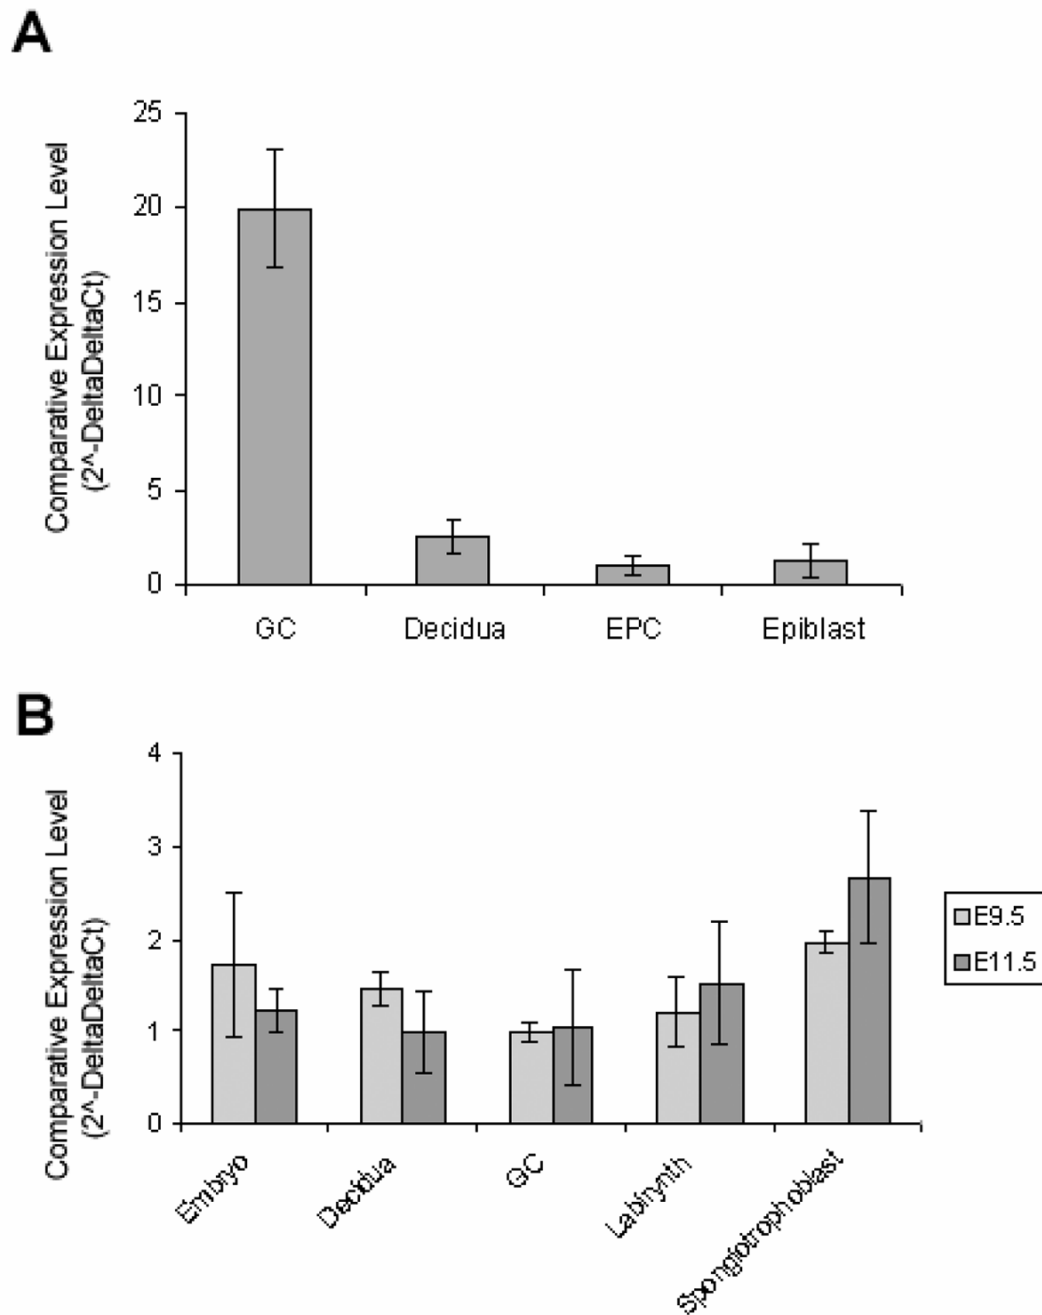 A
Comparative Expression Level
(2^-DeltaDeltaCt)
25
20
15
10
5
0
GC
Decidua
EPC
Epiblast
B
Comparative Expression Level
(2^-DeltaDeltaCt)
4
3
2
1
0
Embryo
Decidua
GC
Labirynth
Spongiotrophoblast
E9.5
E11.5